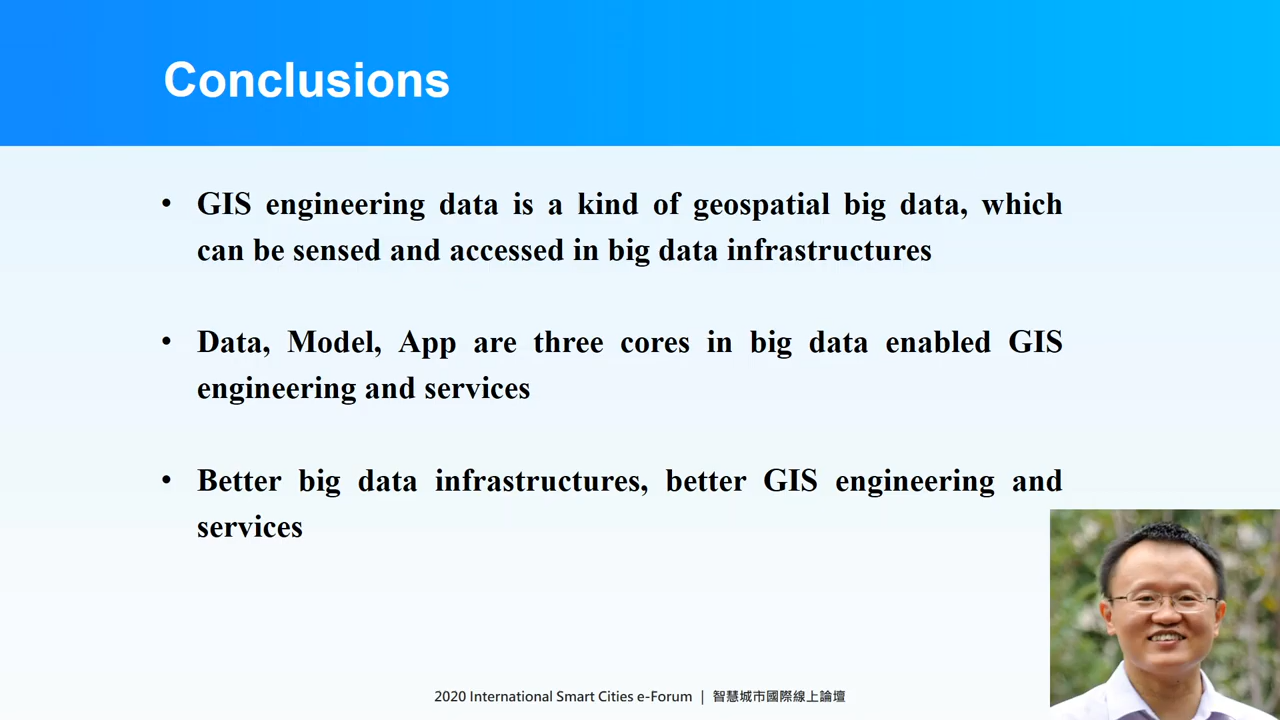 Conclusions
• GIS engineering data is a kind of geospatial big data, which
can be sensed and accessed in big data infrastructures
• Data, Model, App are three cores in big data enabled GIS
engineering and services
• Better big data infrastructures, better GIS engineering and
services
2020 International Smart Cities e-Forum | 智慧城市國際線上論壇